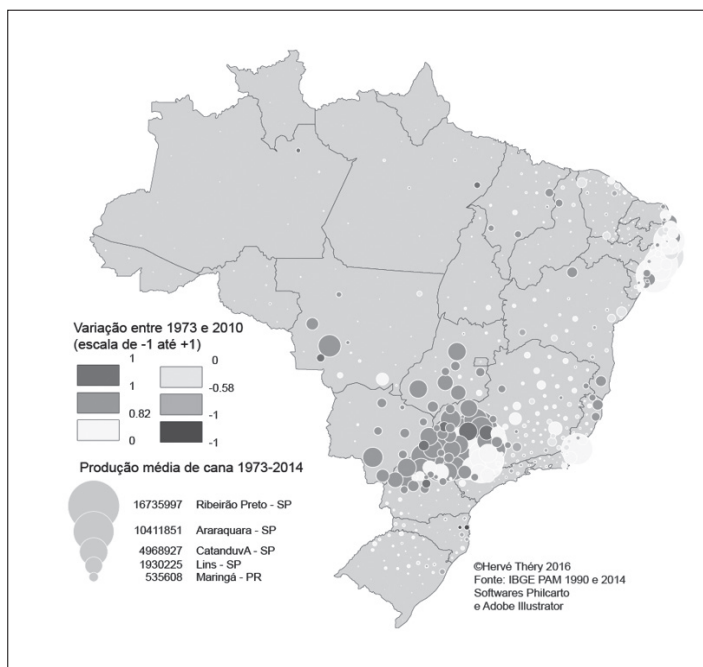 Variação entre 1973 e 2010
(escala de -1 até +1)
1
0
1
-0.58
0.82
-1
0
-1
Produção média de cana 1973-2014
16735997 Ribeirão Preto - SP
10411851 Araraquara - SP
4968927 CatanduvA - SP
1930225 Lins - SP
535608 Maringá - PR
©Hervé Théry 2016
Fonte: IBGE PAM 1990 e 2014
Softwares Philcarto
e Adobe Illustrator